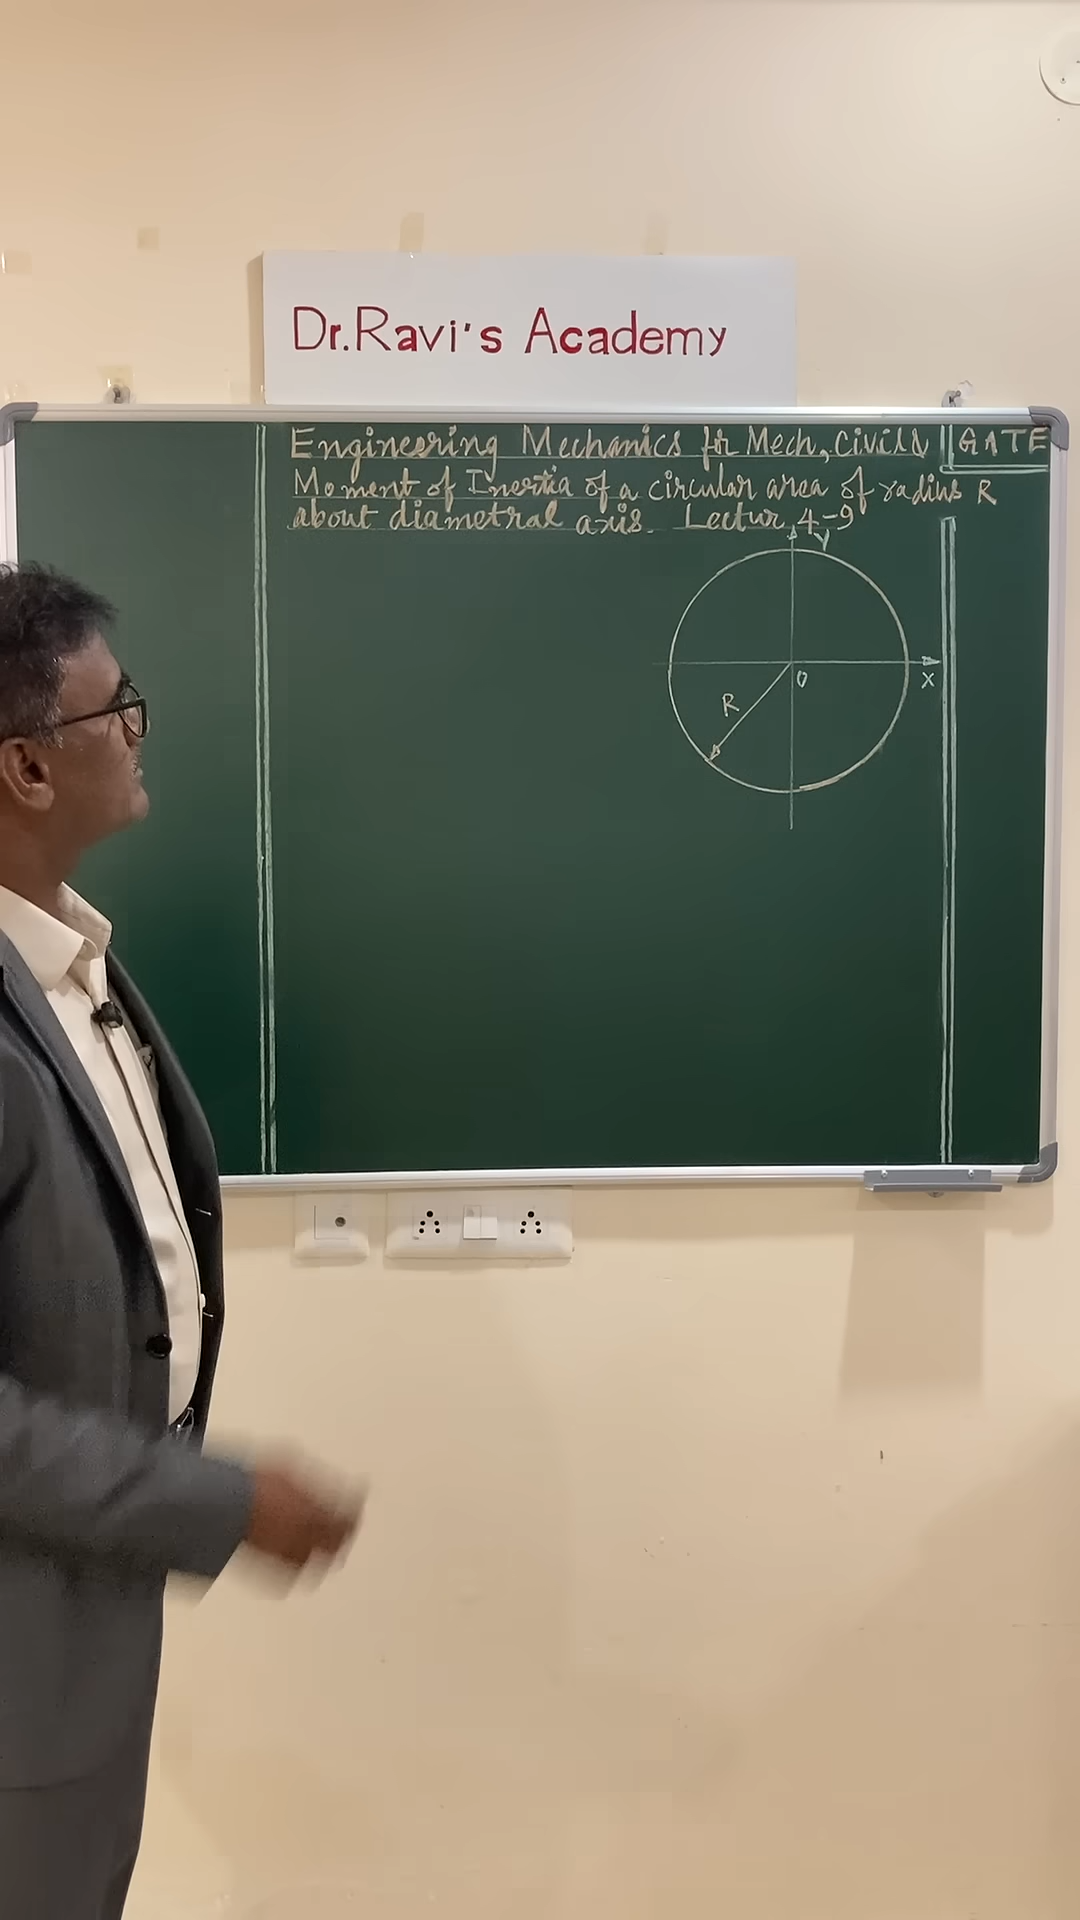 Dr.Ravi's Academy
Engineering Mechanics for Mech, Civil & GATE
Moment of Inertia of a circular area of radius R
about diametral axis. Lectur 4-9
Y
O
X
R